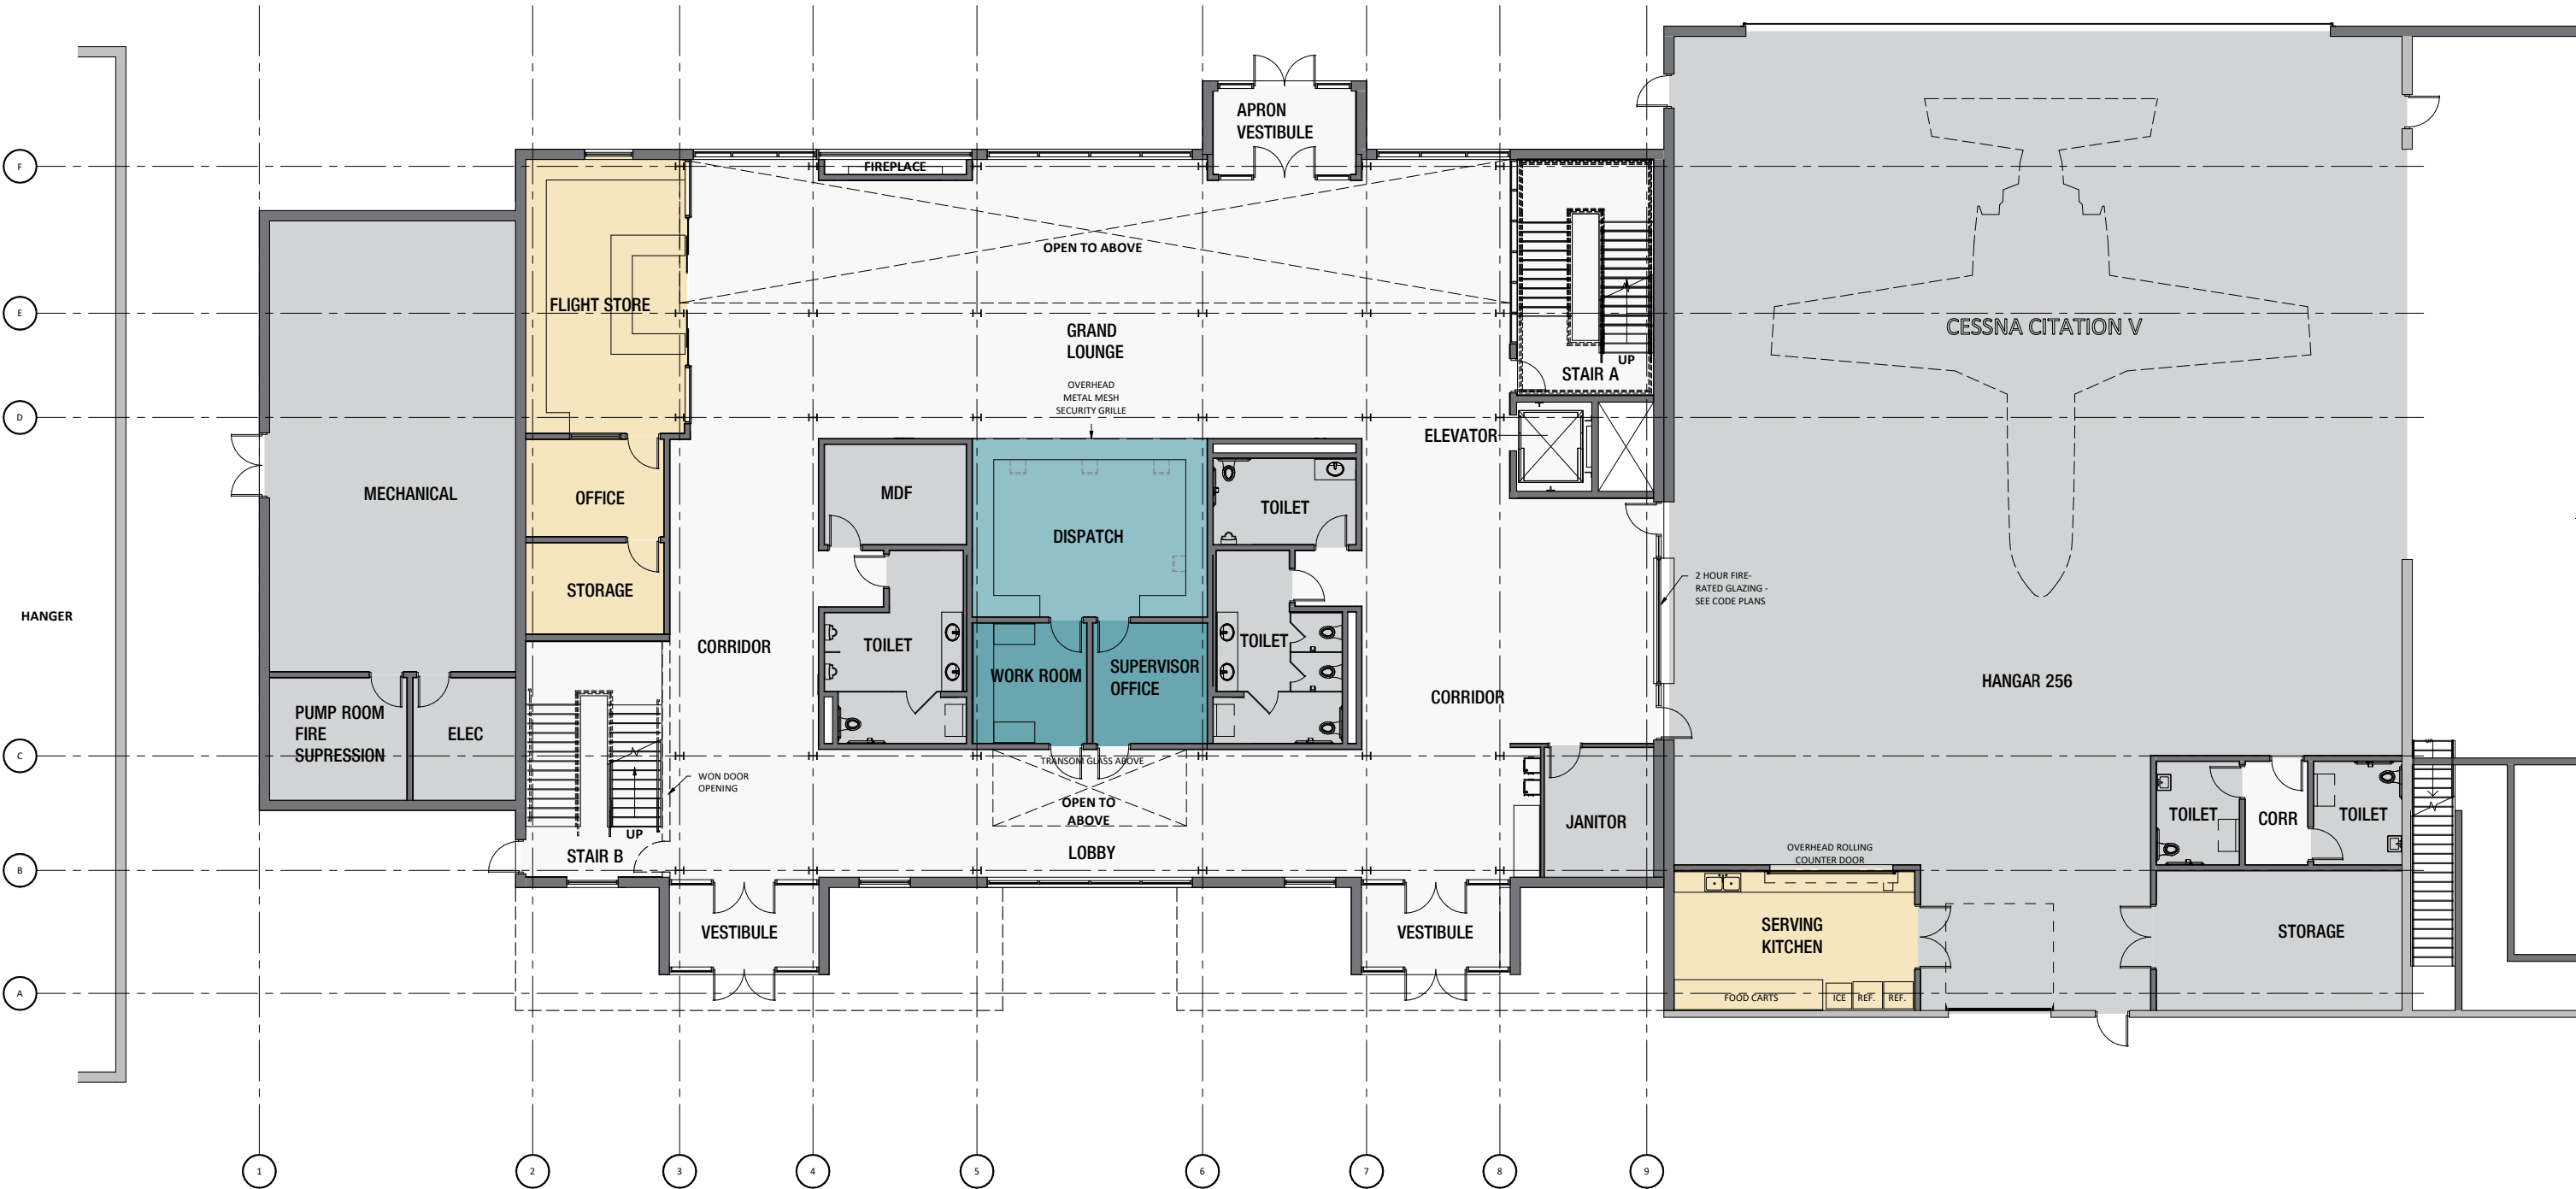 APRON
VESTIBULE
F
FIREPLACE
OPEN TO ABOVE
E
FLIGHT STORE
CESSNA CITATION V
GRAND
LOUNGE
UP
STAIR A
OVERHEAD
METAL MESH
SECURITY GRILLE
D
ELEVATOR
MECHANICAL
OFFICE
MDF
TOILET
DISPATCH
2 HOUR FIRE-
RATED GLAZING -
SEE CODE PLANS
STORAGE
HANGER
CORRIDOR
TOILET
WORK ROOM
SUPERVISOR
OFFICE
TOILET
CORRIDOR
HANGAR 256
PUMP ROOM
FIRE
SUPRESSION
ELEC
C
TRANSOM GLASS ABOVE
WON DOOR
OPENING
OPEN TO
ABOVE
JANITOR
TOILET
CORR
TOILET
UP
STAIR B
LOBBY
OVERHEAD ROLLING
COUNTER DOOR
B
VESTIBULE
VESTIBULE
SERVING
KITCHEN
STORAGE
A
FOOD CARTS
ICE
REF.
REF.
1
2
3
4
5
6
7
8
9